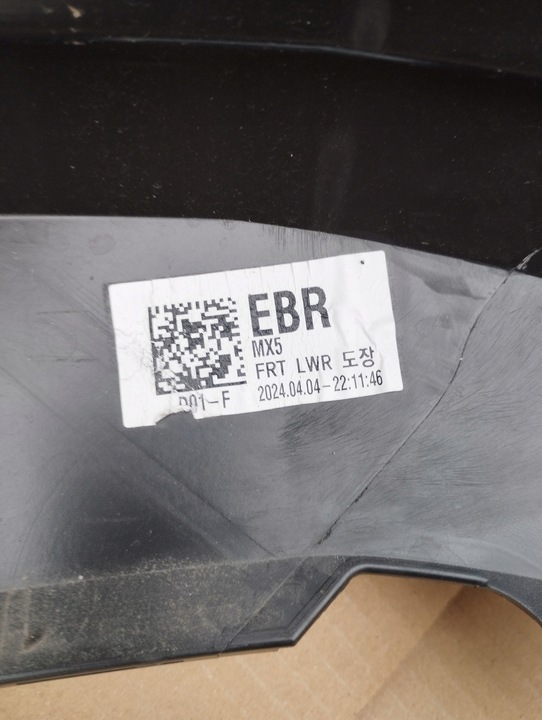 EBR
MX5
FRT LWR 도장
2024.04.04-22:11:46
D01-F